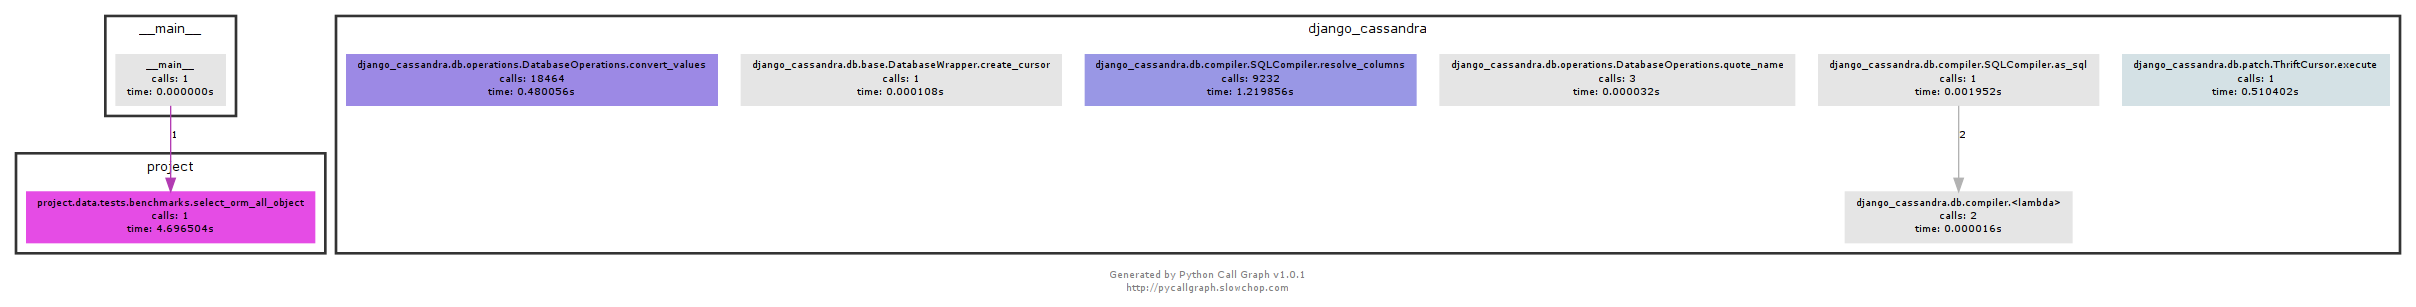 __main__
__main__
calls: 1
time: 0.000000s
1
project
project.data.tests.benchmarks.select_orm_all_object
calls: 1
time: 4.696504s
django_cassandra
django_cassandra.db.operations.DatabaseOperations.convert_values
calls: 18464
time: 0.480056s
django_cassandra.db.base.DatabaseWrapper.create_cursor
calls: 1
time: 0.000108s
django_cassandra.db.compiler.SQLCompiler.resolve_columns
calls: 9232
time: 1.219856s
django_cassandra.db.operations.DatabaseOperations.quote_name
calls: 3
time: 0.000032s
django_cassandra.db.compiler.SQLCompiler.as_sql
calls: 1
time: 0.001952s
django_cassandra.db.patch.ThriftCursor.execute
calls: 1
time: 0.510402s
2
django_cassandra.db.compiler.<lambda>
calls: 2
time: 0.000016s
Generated by Python Call Graph v1.0.1
http://pycallgraph.slowchop.com